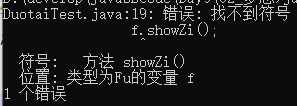 DuotaiTest.java:19: 错误: 找不到符号
f.showZi();
符号: 方法 showZi()
位置: 类型为Fu的变量 f
1 个错误